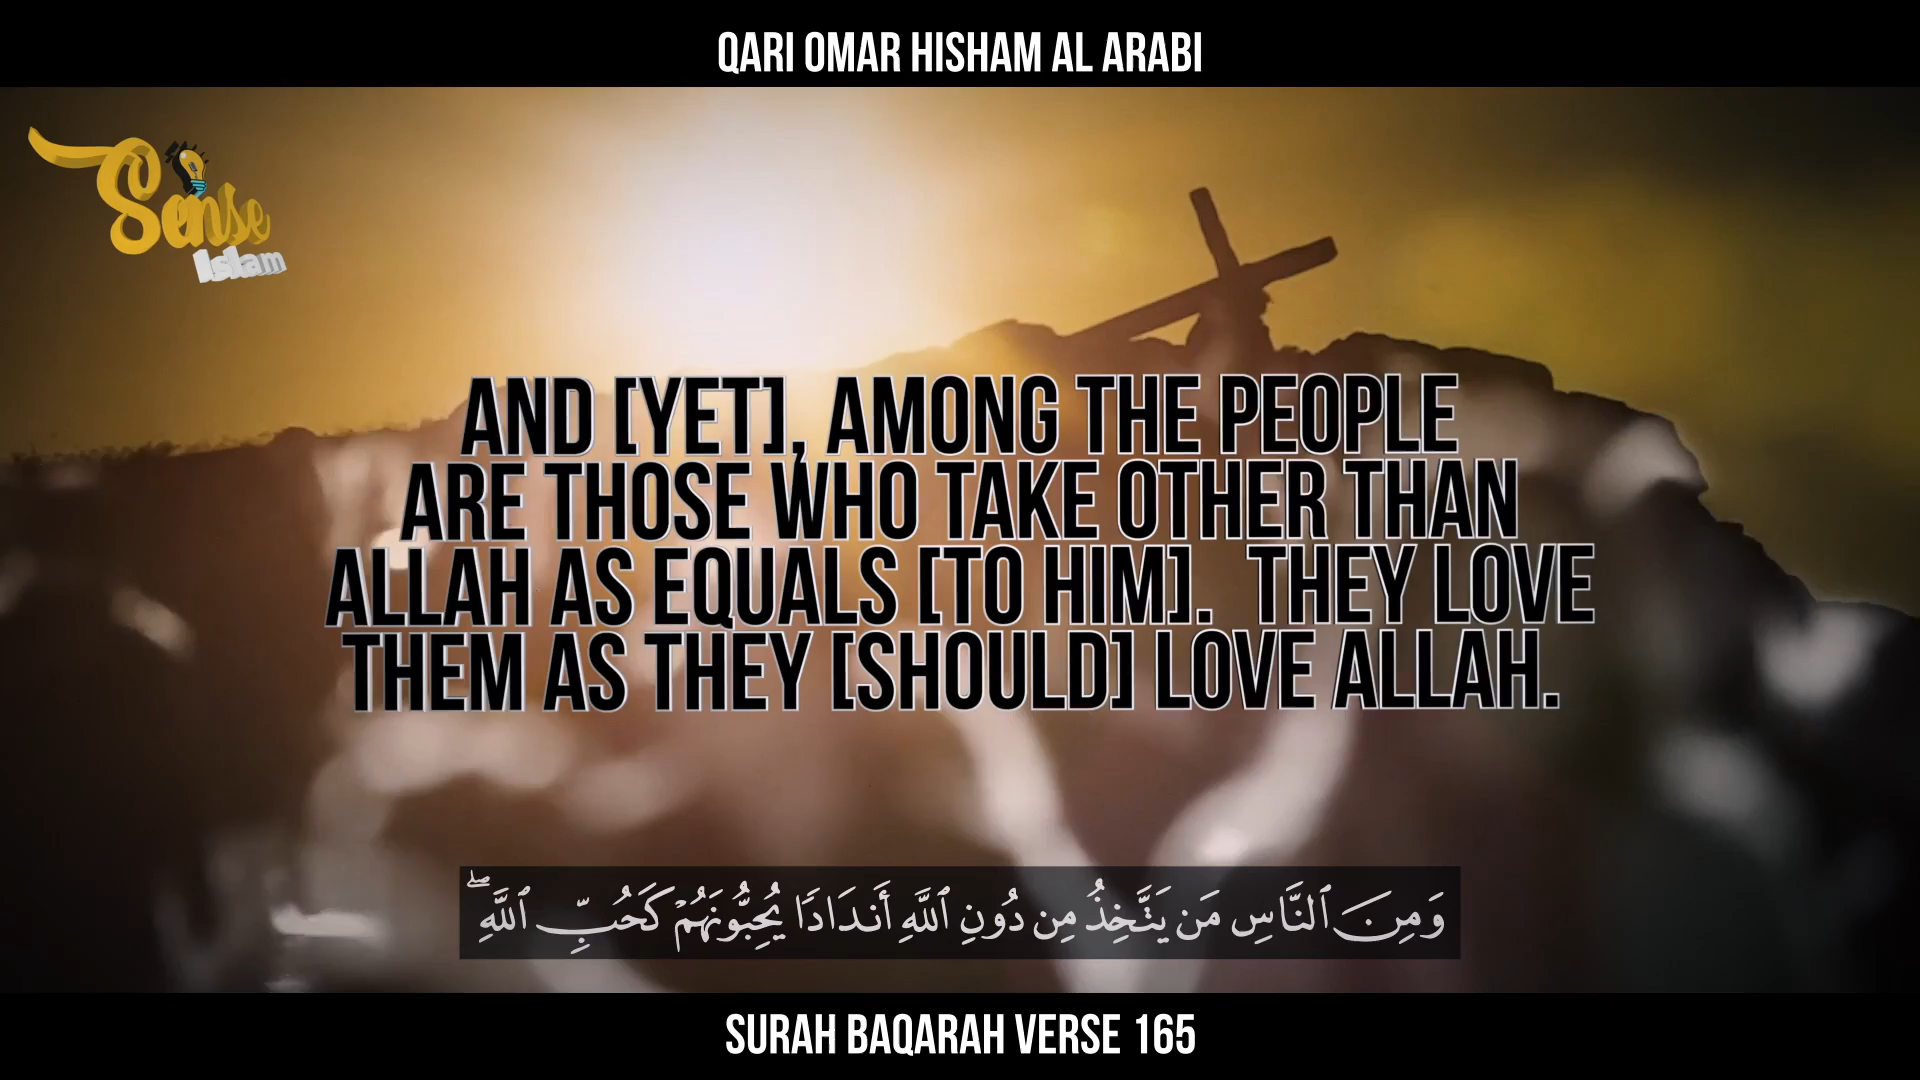 QARI OMAR HISHAM AL ARABI
Sense
Islam
AND [YET], AMONG THE PEOPLE
ARE THOSE WHO TAKE OTHER THAN
ALLAH AS EQUALS [TO HIM].  THEY LOVE
THEM AS THEY [SHOULD] LOVE ALLAH.
وَمِنَ ٱلنَّاسِ مَن يَتَّخِذُ مِن دُونِ ٱللَّهِ أَندَادًا يُحِبُّونَهُمْ كَحُبِّ ٱللَّهِ ۖ
SURAH BAQARAH VERSE 165